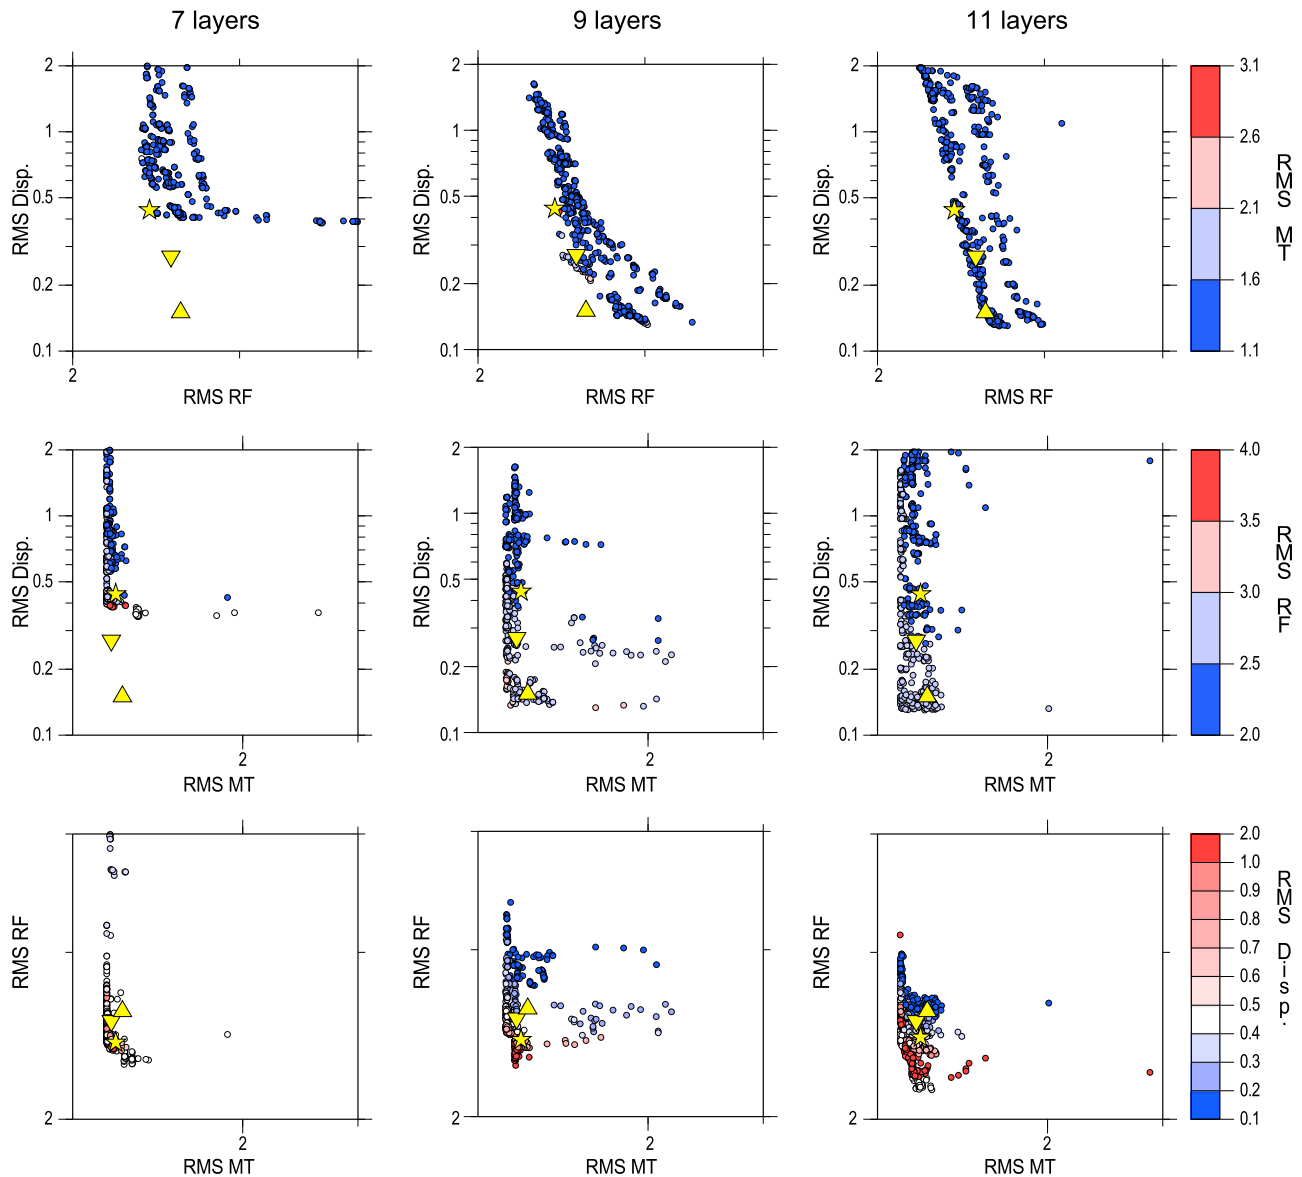 7 layers 9 layers 11 layers
2 2 2 3.1
1 1 1 2.6
0.5 0.5 0.5 2.1
0.2 0.2 0.2 1.6
0.1 0.1 0.1 1.1
RMS Disp. RMS Disp. RMS Disp. RMS MT
2 2 2
RMS RF RMS RF RMS RF
2 2 2 4.0
1 1 1 3.5
0.5 0.5 0.5 3.0
0.2 0.2 0.2 2.5
0.1 0.1 0.1 2.0
RMS Disp. RMS Disp. RMS Disp. RMS RF
2 2 2
RMS MT RMS MT RMS MT
2.0
1.0
0.9
0.8
0.7
0.6
0.5
0.4
0.3
0.2
0.1
RMS RF RMS RF RMS RF RMS Disp.
2 2 2
2 2 2
RMS MT RMS MT RMS MT